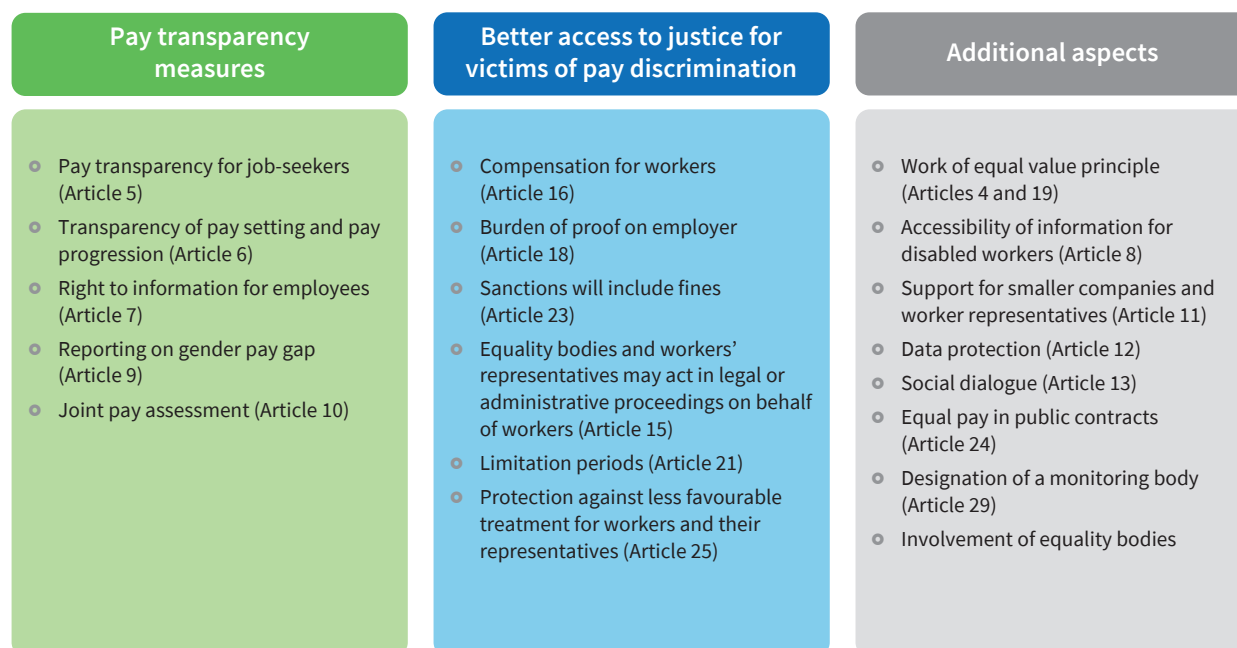 Pay transparency
measures
Pay transparency for job-seekers
(Article 5)
Transparency of pay setting and pay
progression (Article 6)
Right to information for employees
(Article 7)
Reporting on gender pay gap
(Article 9)
Joint pay assessment (Article 10)
Better access to justice for
victims of pay discrimination
Compensation for workers
(Article 16)
Burden of proof on employer
(Article 18)
Sanctions will include fines
(Article 23)
Equality bodies and workers’
representatives may act in legal or
administrative proceedings on behalf
of workers (Article 15)
Limitation periods (Article 21)
Protection against less favourable
treatment for workers and their
representatives (Article 25)
Additional aspects
Work of equal value principle
(Articles 4 and 19)
Accessibility of information for
disabled workers (Article 8)
Support for smaller companies and
worker representatives (Article 11)
Data protection (Article 12)
Social dialogue (Article 13)
Equal pay in public contracts
(Article 24)
Designation of a monitoring body
(Article 29)
Involvement of equality bodies